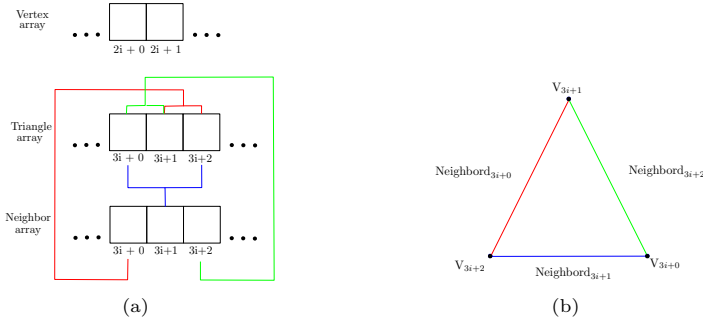 Vertex
array
2i + 0 2i + 1
Triangle
array
3i + 0 3i+1 3i+2
Neighbor
array
3i + 0 3i+1 3i+2
(a)
V3i+1
Neighbord3i+0
Neighbord3i+2
V3i+2
V3i+0
Neighbord3i+1
(b)